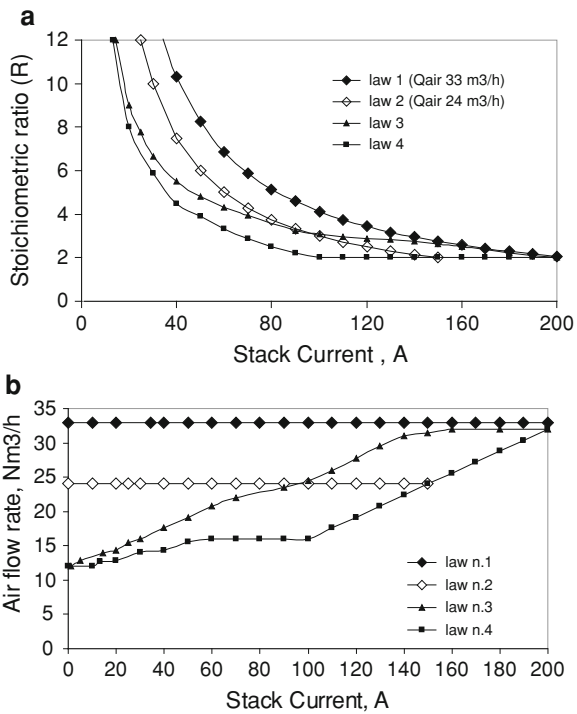 a
12
10
8
6
4
2
0
Stoichiometric ratio (R)
law 1 (Qair 33 m3/h)
law 2 (Qair 24 m3/h)
law 3
law 4
0 40 80 120 160 200
Stack Current , A
b
35
30
25
20
15
10
5
0
Air flow rate, Nm3/h
law n.1
law n.2
law n.3
law n.4
0 20 40 60 80 100 120 140 160 180 200
Stack Current, A